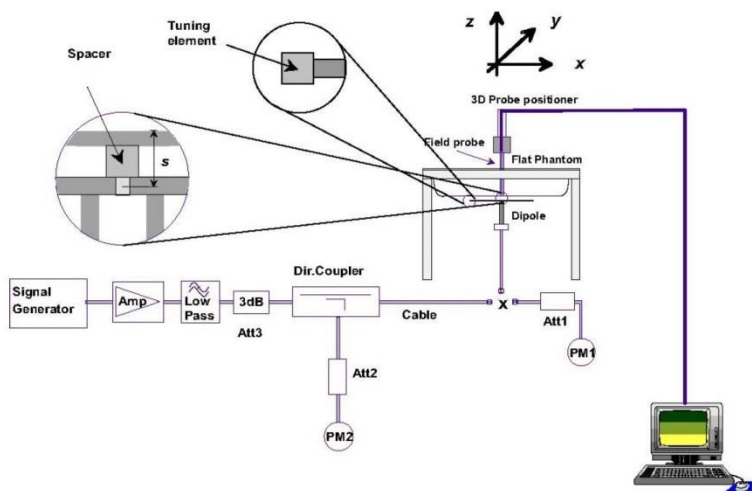 Tuning
element
Spacer
s
z
y
x
3D Probe positioner
Field probe
Flat Phantom
Dipole
Dir.Coupler
Signal
Generator
Amp
Low
Pass
3dB
Att3
Cable
x
Att1
PM1
Att2
PM2